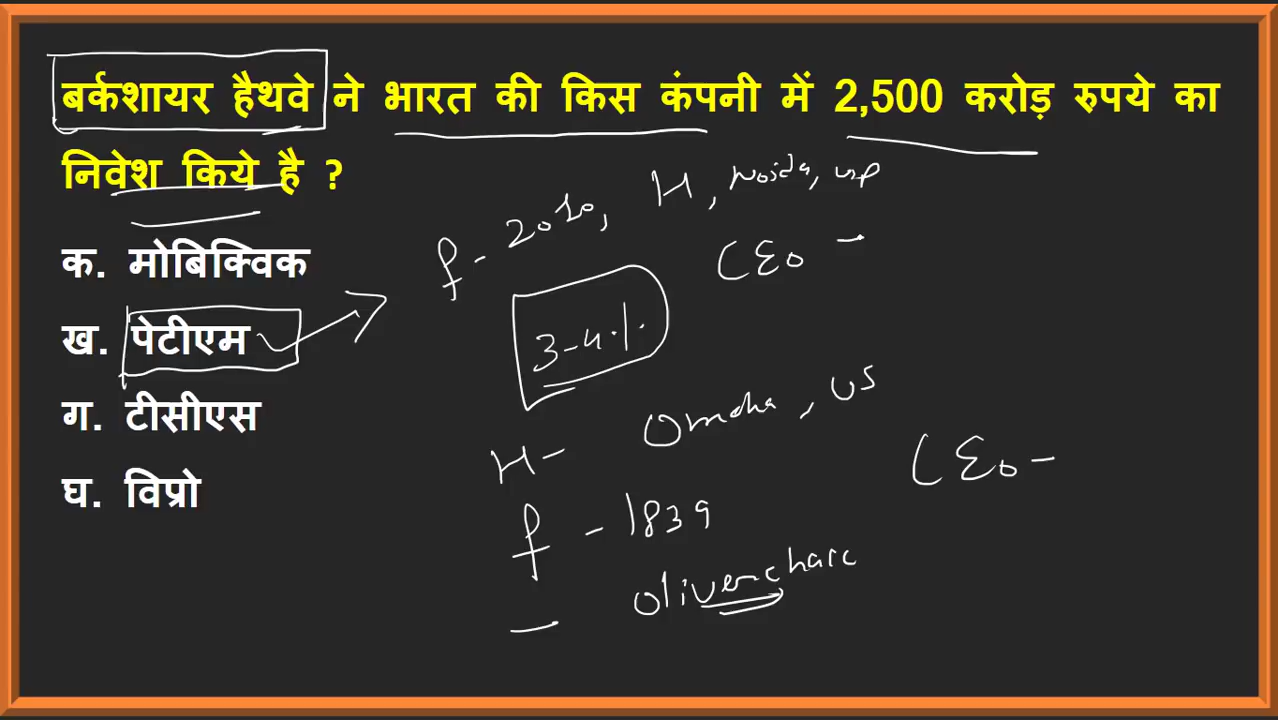 बर्कशायर हैथवे ने भारत की किस कंपनी में 2,500 करोड़ रुपये का
निवेश किये है ?
क. मोबिक्विक
ख. पेटीएम
ग. टीसीएस
घ. विप्रो
f - 2010, H, Noida, up
CEO -
3-4%.
H - Omaha, US
CEO -
f - 1839